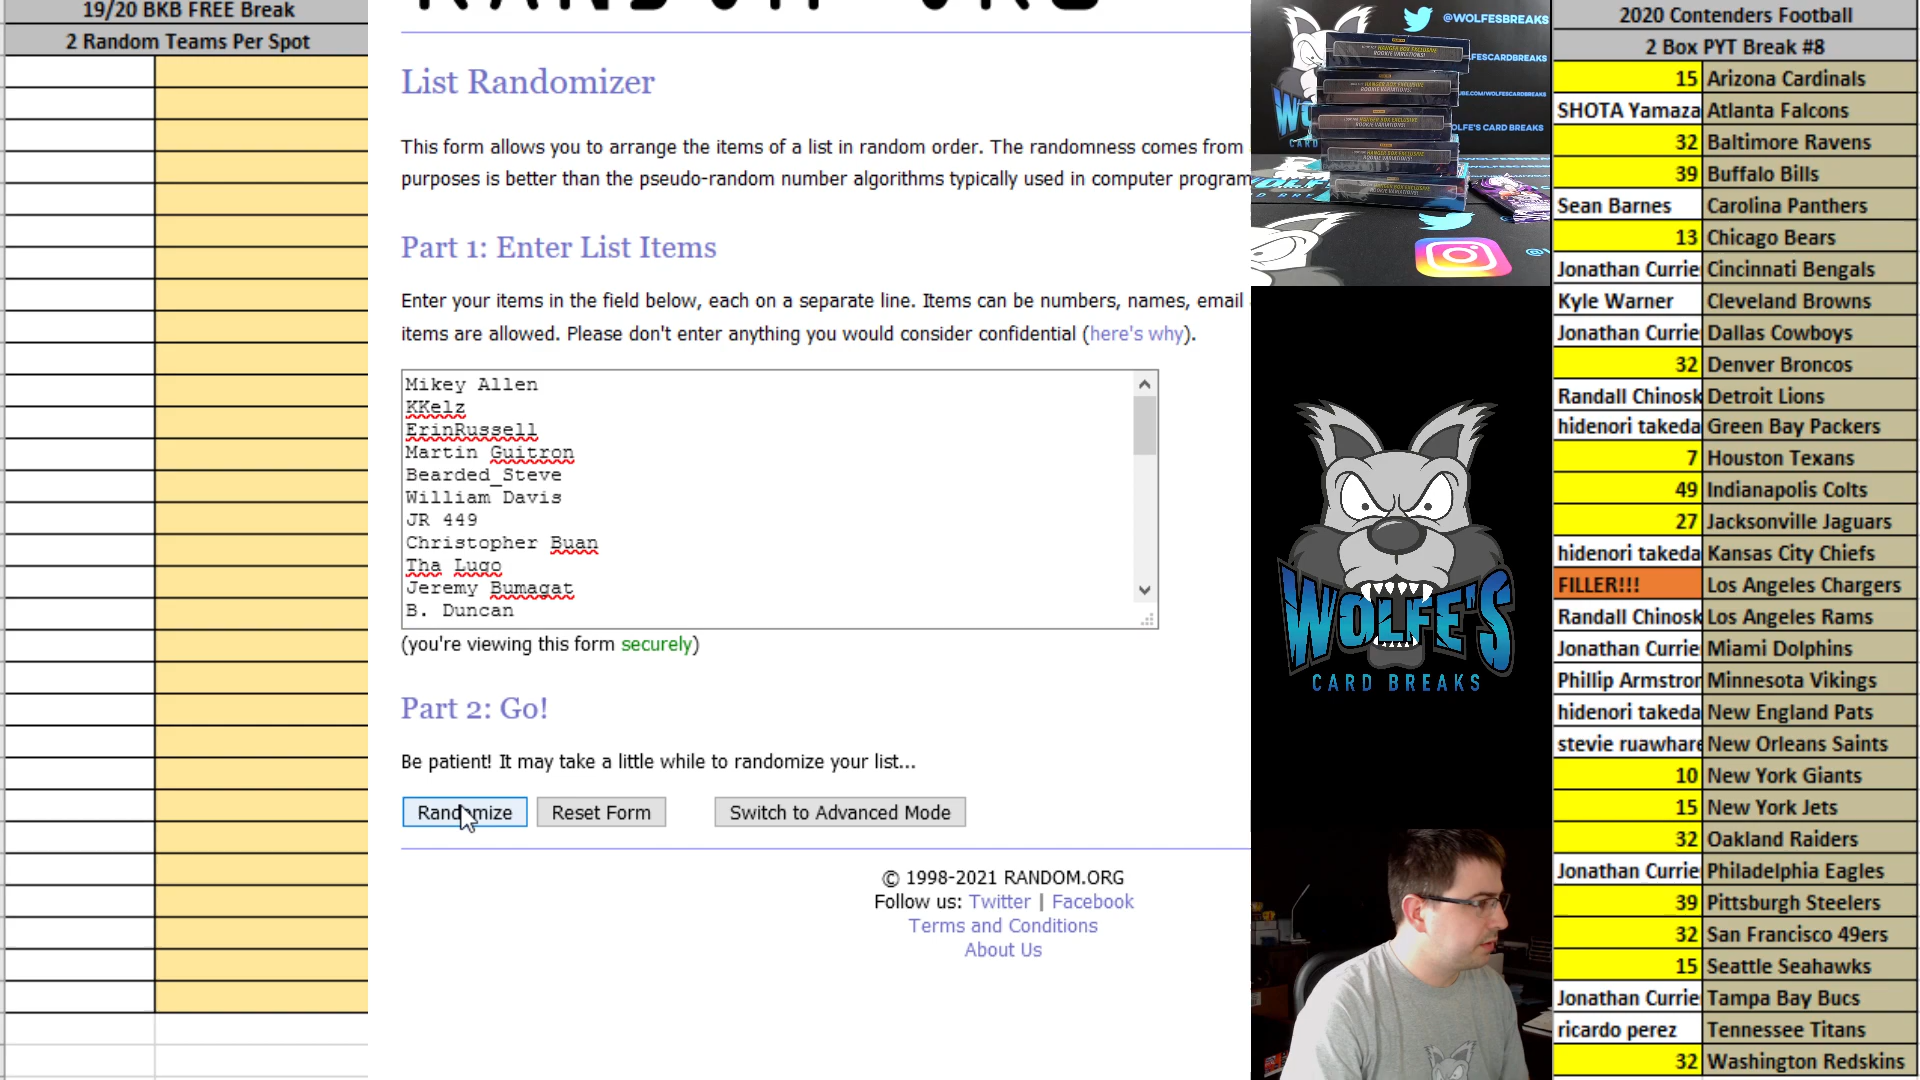 19/20 BKB FREE Break
2 Random Teams Per Spot
List Randomizer
This form allows you to arrange the items of a list in random order. The randomness comes from
purposes is better than the pseudo-random number algorithms typically used in computer program
Part 1: Enter List Items
Enter your items in the field below, each on a separate line. Items can be numbers, names, email
items are allowed. Please don't enter anything you would consider confidential (here's why).
Mikey Allen
KKelz
ErinRussell
Martin Guitron
Bearded_Steve
William Davis
JR 449
Christopher Buan
Tha Lugo
Jeremy Bumagat
B. Duncan
(you're viewing this form securely)
Part 2: Go!
Be patient! It may take a little while to randomize your list...
Randomize Reset Form Switch to Advanced Mode
© 1998-2021 RANDOM.ORG
Follow us: Twitter | Facebook
Terms and Conditions
About Us
@WOLFESBREAKS
WOLFE'S
CARD BREAKS
2020 Contenders Football
2 Box PYT Break #8
15 Arizona Cardinals
SHOTA Yamaza Atlanta Falcons
32 Baltimore Ravens
39 Buffalo Bills
Sean Barnes Carolina Panthers
13 Chicago Bears
Jonathan Currie Cincinnati Bengals
Kyle Warner Cleveland Browns
Jonathan Currie Dallas Cowboys
32 Denver Broncos
Randall Chinosk Detroit Lions
hidenori takeda Green Bay Packers
7 Houston Texans
49 Indianapolis Colts
27 Jacksonville Jaguars
hidenori takeda Kansas City Chiefs
FILLER!!! Los Angeles Chargers
Randall Chinosk Los Angeles Rams
Jonathan Currie Miami Dolphins
Phillip Armstror Minnesota Vikings
hidenori takeda New England Pats
stevie ruawhare New Orleans Saints
10 New York Giants
15 New York Jets
32 Oakland Raiders
Jonathan Currie Philadelphia Eagles
39 Pittsburgh Steelers
32 San Francisco 49ers
15 Seattle Seahawks
Jonathan Currie Tampa Bay Bucs
ricardo perez Tennessee Titans
32 Washington Redskins